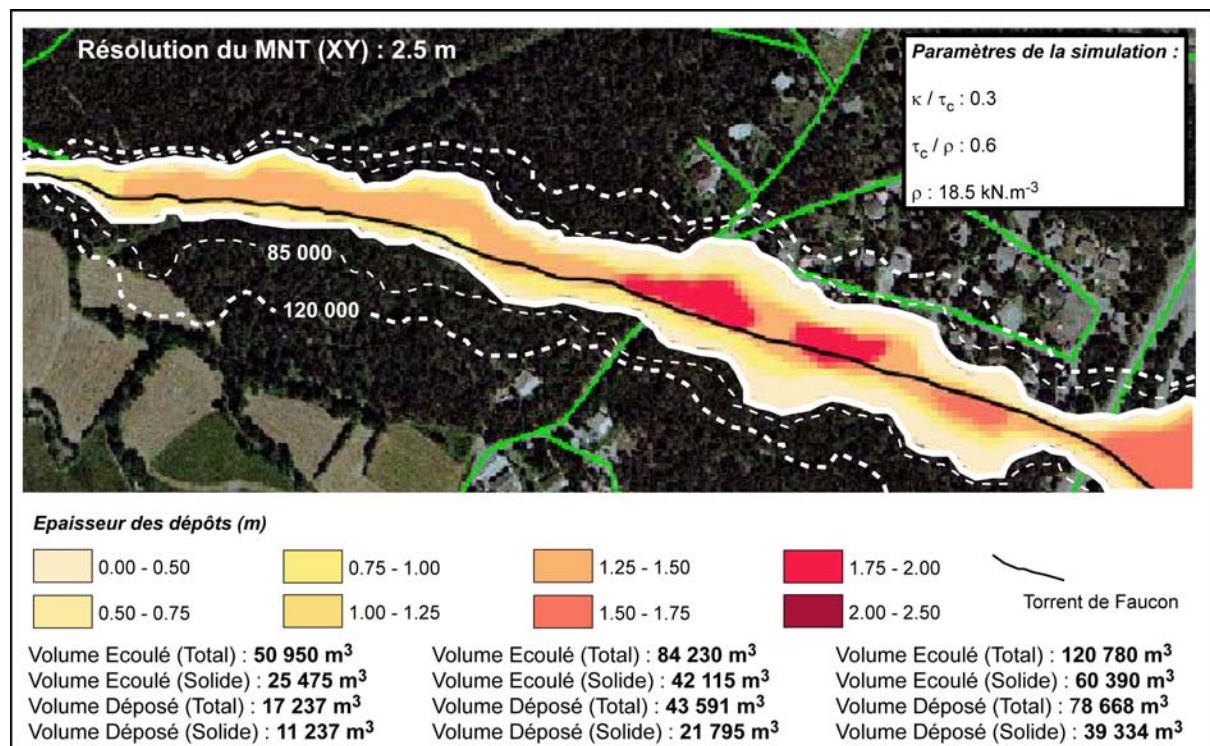 Résolution du MNT (XY) : 2.5 m
Paramètres de la simulation :
κ / τc : 0.3
τc / ρ : 0.6
ρ : 18.5 kN.m-3
85 000
120 000
Epaisseur des dépôts (m)
0.00 - 0.50
0.75 - 1.00
1.25 - 1.50
1.75 - 2.00
0.50 - 0.75
1.00 - 1.25
1.50 - 1.75
2.00 - 2.50
Torrent de Faucon
Volume Ecoulé (Total) : 50 950 m3
Volume Ecoulé (Solide) : 25 475 m3
Volume Déposé (Total) : 17 237 m3
Volume Déposé (Solide) : 11 237 m3
Volume Ecoulé (Total) : 84 230 m3
Volume Ecoulé (Solide) : 42 115 m3
Volume Déposé (Total) : 43 591 m3
Volume Déposé (Solide) : 21 795 m3
Volume Ecoulé (Total) : 120 780 m3
Volume Ecoulé (Solide) : 60 390 m3
Volume Déposé (Total) : 78 668 m3
Volume Déposé (Solide) : 39 334 m3